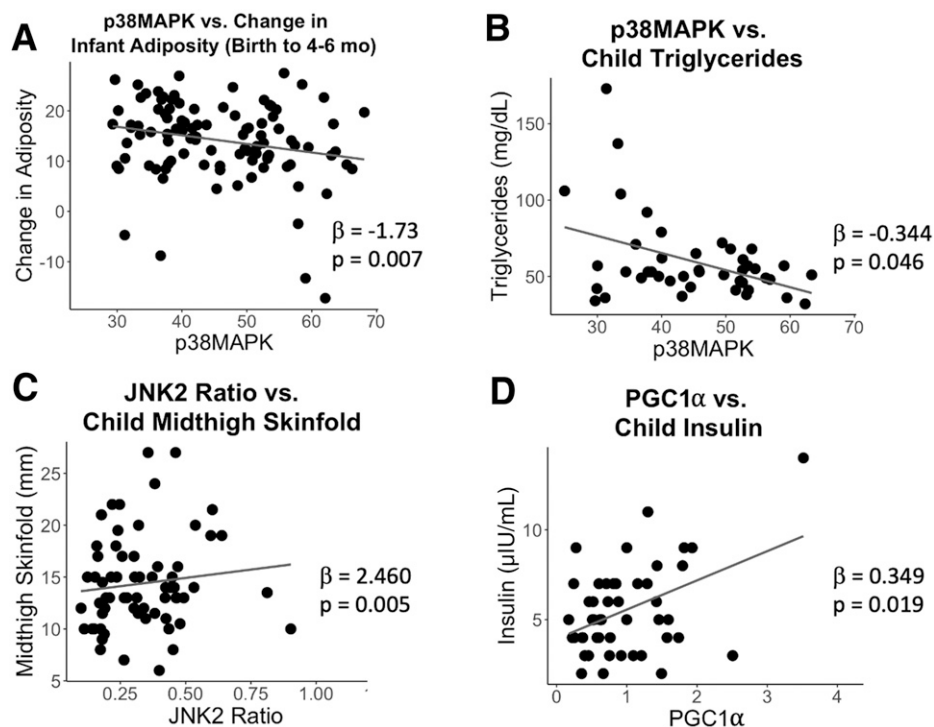 A
p38MAPK vs. Change in
Infant Adiposity (Birth to 4-6 mo)
Change in Adiposity
20
10
0
-10
30 40 50 60 70
p38MAPK
β = -1.73
p = 0.007
B
p38MAPK vs.
Child Triglycerides
Triglycerides (mg/dL)
150
100
50
30 40 50 60 70
p38MAPK
β = -0.344
p = 0.046
C
JNK2 Ratio vs.
Child Midthigh Skinfold
Midthigh Skinfold (mm)
25
20
15
10
5
0.25 0.50 0.75 1.00
JNK2 Ratio
β = 2.460
p = 0.005
D
PGC1α vs.
Child Insulin
Insulin (μIU/mL)
10
5
0 1 2 3 4
PGC1α
β = 0.349
p = 0.019